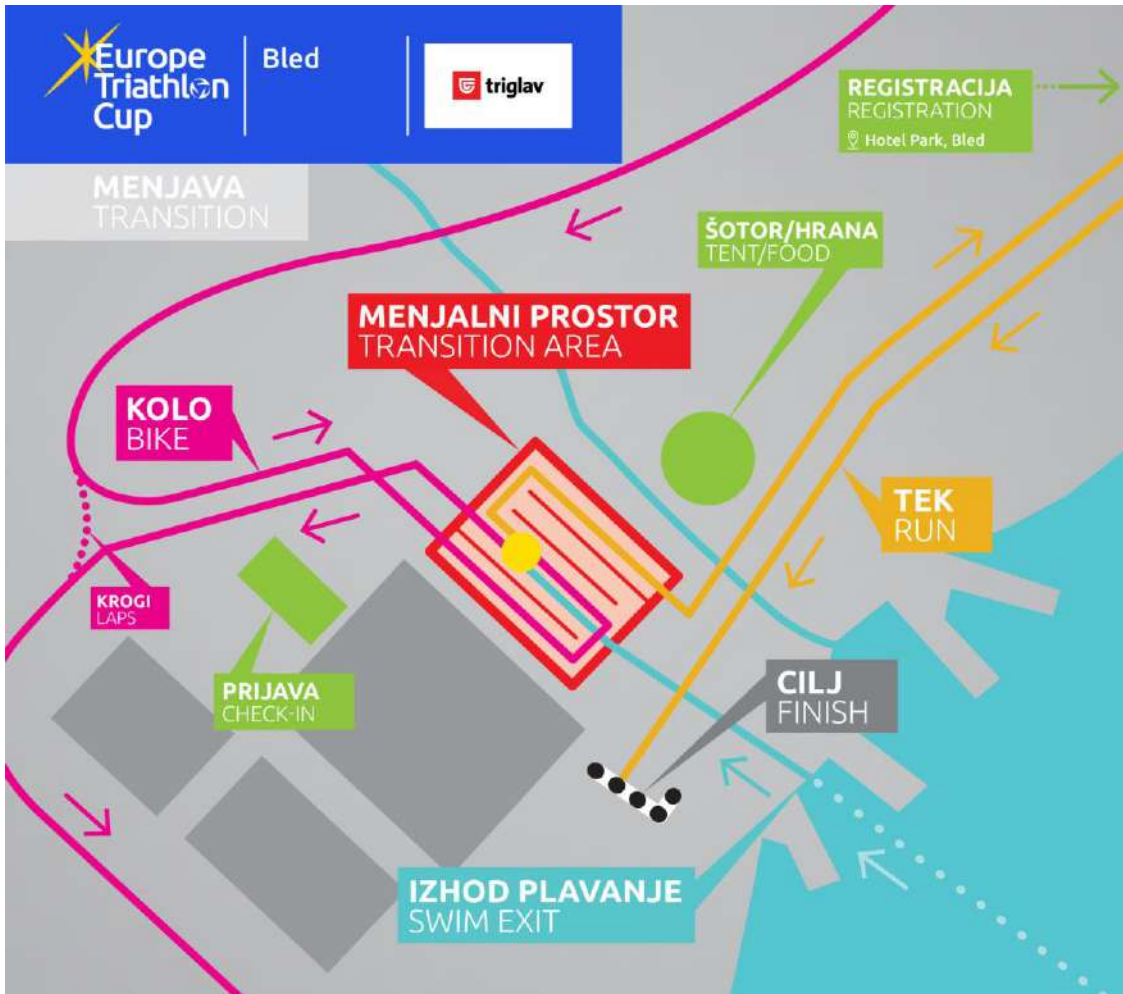 Europe
Triathlon
Cup
Bled
triglav
REGISTRACIJA
REGISTRATION
Hotel Park, Bled
MENJAVA
TRANSITION
ŠOTOR/HRANA
TENT/FOOD
MENJALNI PROSTOR
TRANSITION AREA
KOLO
BIKE
TEK
RUN
KROGI
LAPS
PRIJAVA
CHECK-IN
CILJ
FINISH
IZHOD PLAVANJE
SWIM EXIT